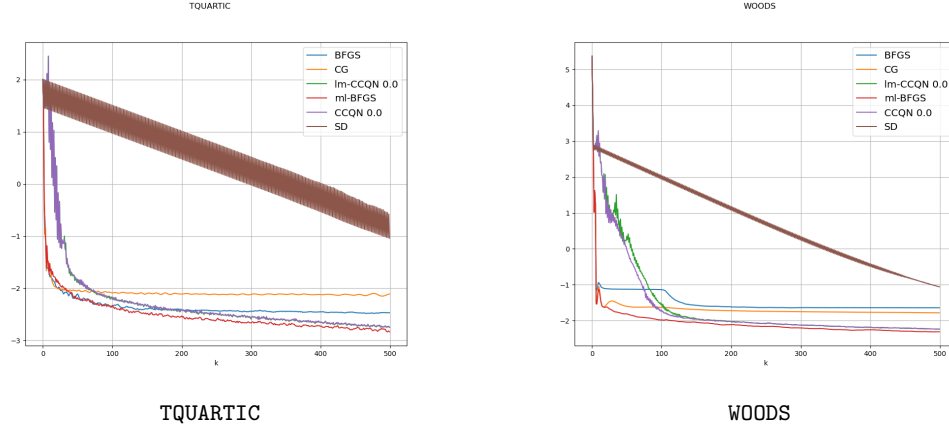 TQUARTIC
2
1
0
−1
−2
−3
0
100
200
300
400
500
k
BFGS
CG
lm-CCQN 0.0
ml-BFGS
CCQN 0.0
SD
TQUARTIC
WOODS
5
4
3
2
1
0
−1
−2
0
100
200
300
400
500
k
BFGS
CG
lm-CCQN 0.0
ml-BFGS
CCQN 0.0
SD
WOODS